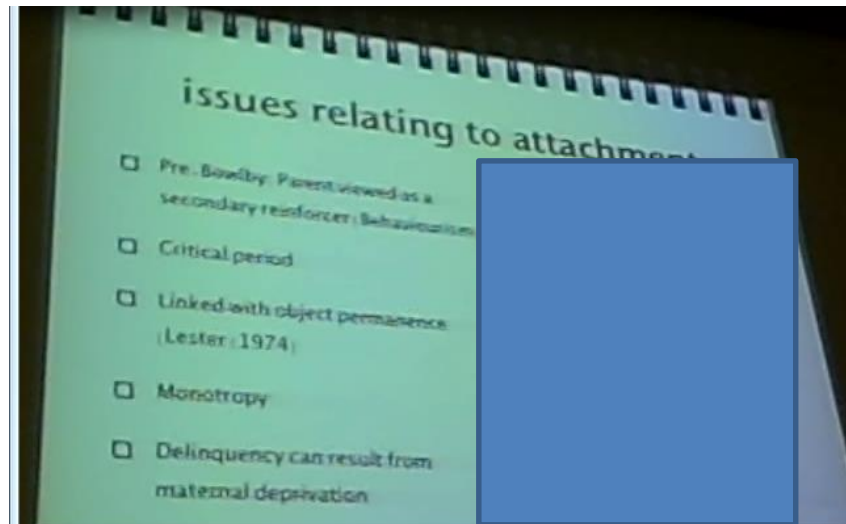 issues relating to attachment
Pre-Bowlby: Parent viewed as a
secondary reinforcer (Behaviourism
Critical period
Linked with object permanence
(Lester (1974)
Monotropy
Delinquency can result from
maternal deprivation